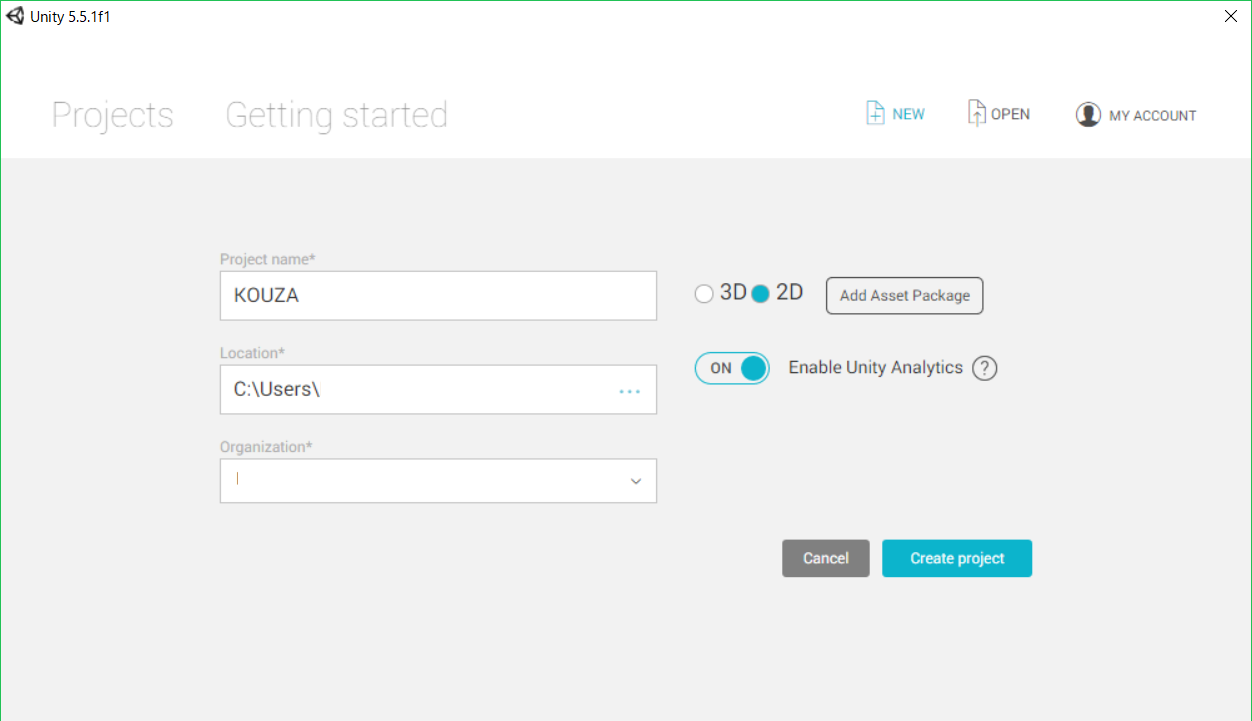 Unity 5.5.1f1
Projects Getting started NEW OPEN MY ACCOUNT
Project name*
KOUZA
3D 2D Add Asset Package
Location*
C:\Users\ ...
ON Enable Unity Analytics ?
Organization*
Cancel Create project